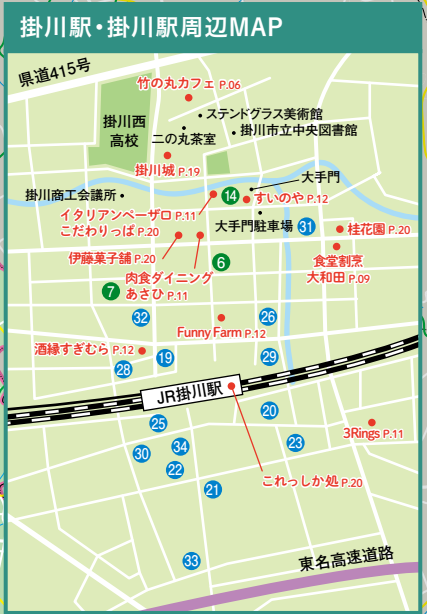 掛川駅・掛川駅周辺MAP
県道415号
竹の丸カフェ P.06
掛川西
高校
ステンドグラス美術館
二の丸茶室
掛川市立中央図書館
掛川城 P.19
大手門
掛川商工会議所
14
すいのや P.12
イタリアンペーザロ P.11
こだわりっぱ P.20
大手門駐車場
31
桂花園 P.20
伊藤菓子舗 P.20
6
食堂割烹
大和田 P.09
肉食ダイニング
あさひ P.11
7
32
Funny Farm P.12
26
酒縁すぎむら P.12
19
29
28
JR掛川駅
20
25
3Rings P.11
34
23
30
22
これっしか処 P.20
21
33
東名高速道路